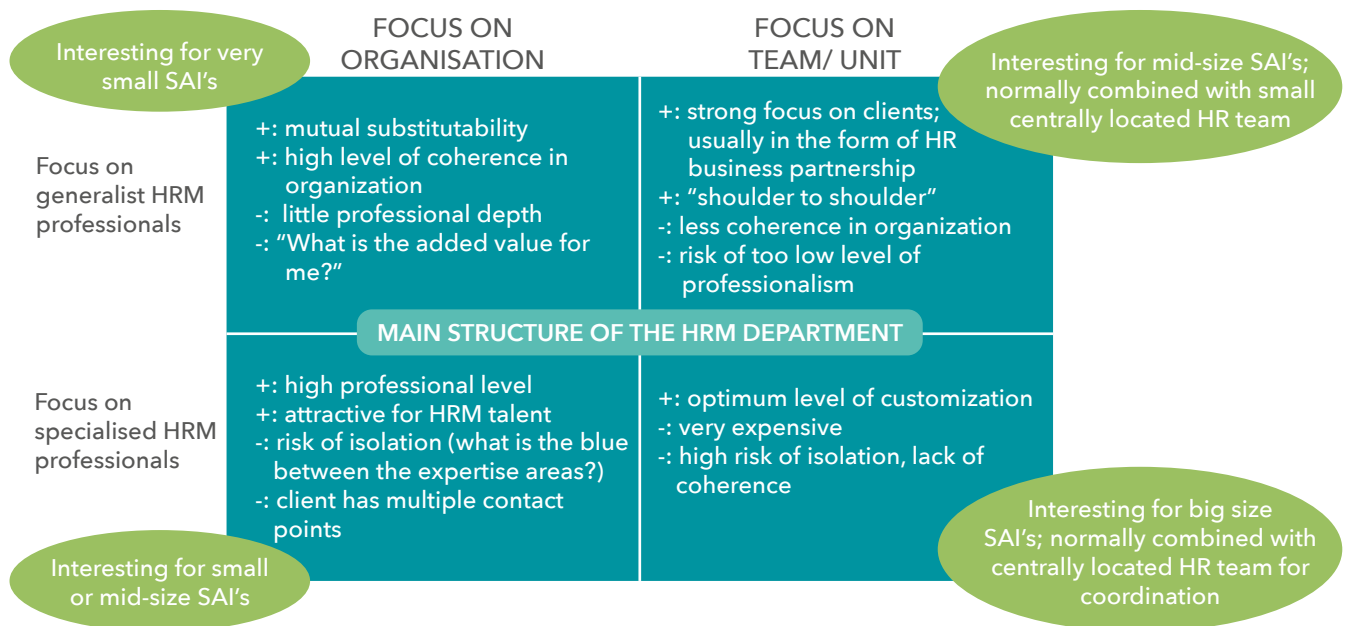 FOCUS ON
ORGANISATION
FOCUS ON
TEAM/ UNIT
Interesting for very
small SAI's
Interesting for mid-size SAI's;
normally combined with small
centrally located HR team
Focus on
generalist HRM
professionals
+: mutual substitutability
+: high level of coherence in
organization
-: little professional depth
-: “What is the added value for
me?”
+: strong focus on clients;
usually in the form of HR
business partnership
+: “shoulder to shoulder”
-: less coherence in organization
-: risk of too low level of
professionalism
MAIN STRUCTURE OF THE HRM DEPARTMENT
Focus on
specialised HRM
professionals
+: high professional level
+: attractive for HRM talent
-: risk of isolation (what is the blue
between the expertise areas?)
-: client has multiple contact
points
+: optimum level of customization
-: very expensive
-: high risk of isolation, lack of
coherence
Interesting for small
or mid-size SAI's
Interesting for big size
SAI's; normally combined with
centrally located HR team for
coordination